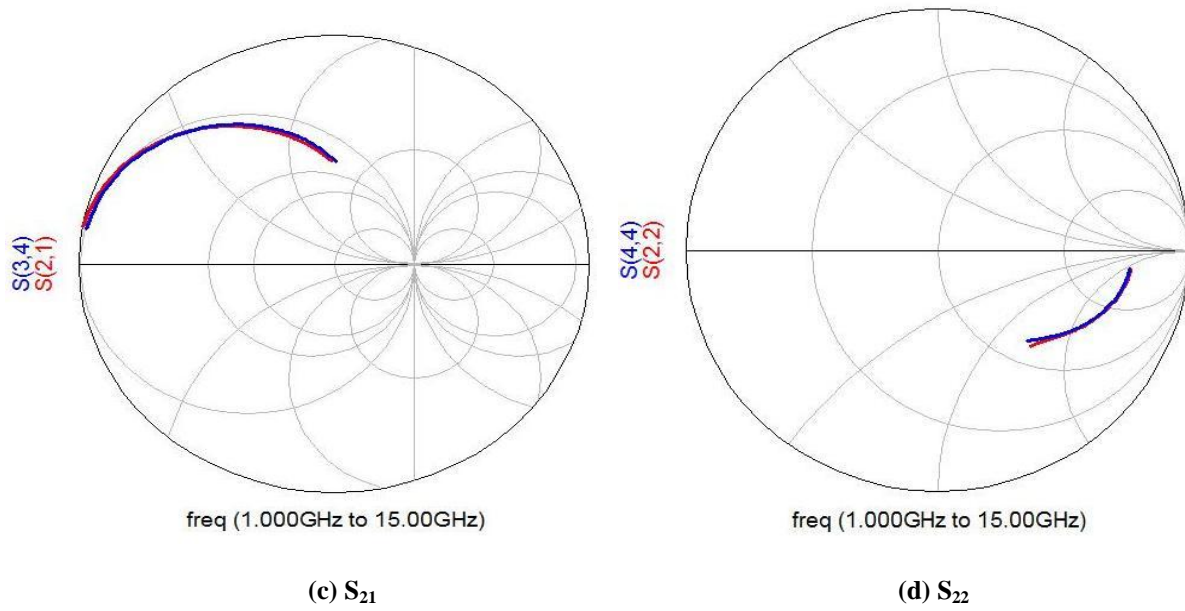 S(3,4)
S(2,1)
freq (1.000GHz to 15.00GHz)
(c) S₂₁
S(4,4)
S(2,2)
freq (1.000GHz to 15.00GHz)
(d) S₂₂